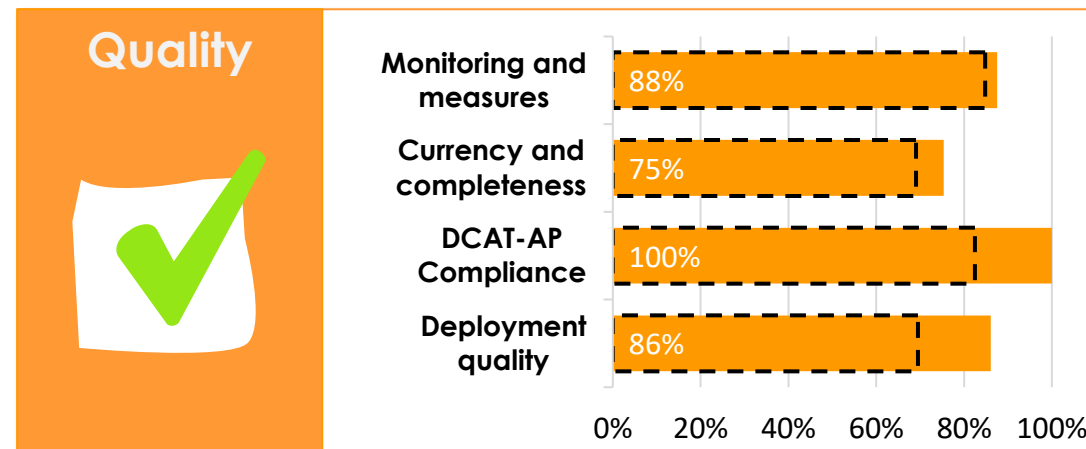 Quality
Monitoring and
measures
88%
Currency and
completeness
75%
DCAT-AP
Compliance
100%
Deployment
quality
86%
0% 20% 40% 60% 80% 100%